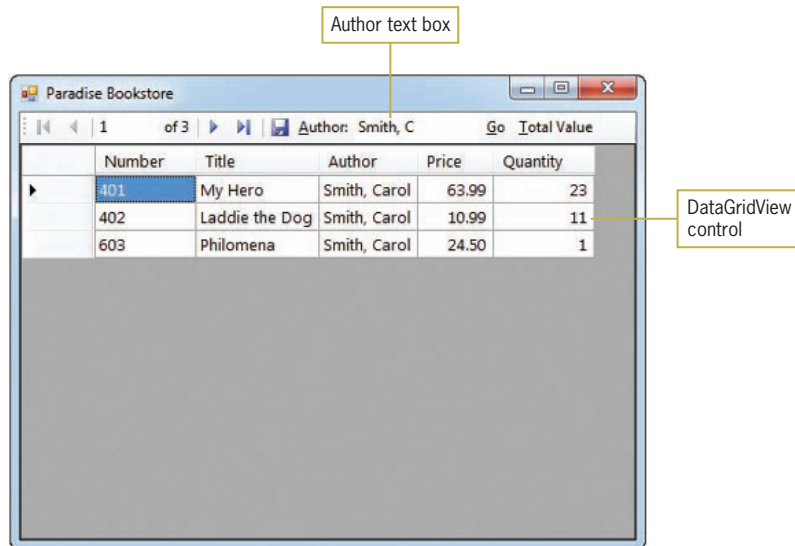 Author text box
Paradise Bookstore
1 of 3 Author: Smith, C Go Total Value
Number Title Author Price Quantity
401 My Hero Smith, Carol 63.99 23
402 Laddie the Dog Smith, Carol 10.99 11
603 Philomena Smith, Carol 24.50 1
DataGridView
control